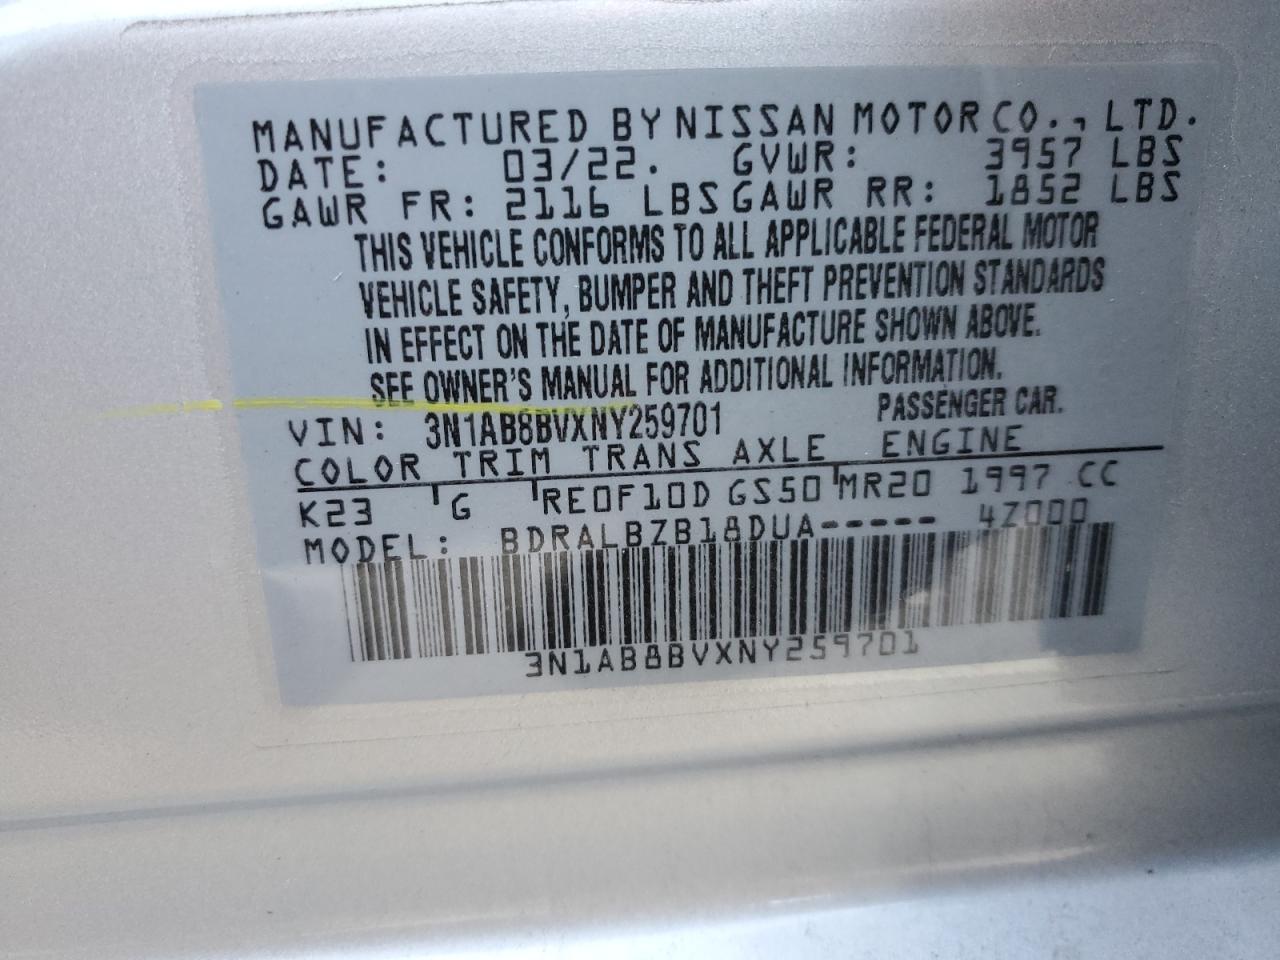 MANUFACTURED BY NISSAN MOTOR CO., LTD.
DATE: 03/22. GVWR: 3957 LBS
GAWR FR: 2116 LBS GAWR RR: 1852 LBS
THIS VEHICLE CONFORMS TO ALL APPLICABLE FEDERAL MOTOR
VEHICLE SAFETY, BUMPER AND THEFT PREVENTION STANDARDS
IN EFFECT ON THE DATE OF MANUFACTURE SHOWN ABOVE.
SEE OWNER'S MANUAL FOR ADDITIONAL INFORMATION.
VIN: 3N1AB8BVXNY259701 PASSENGER CAR.
COLOR TRIM TRANS AXLE ENGINE
K23 G RE0F10D GS50 MR20 1997 CC
MODEL: BDRALBZB18DUA----- 4Z000
3N1AB8BVXNY259701